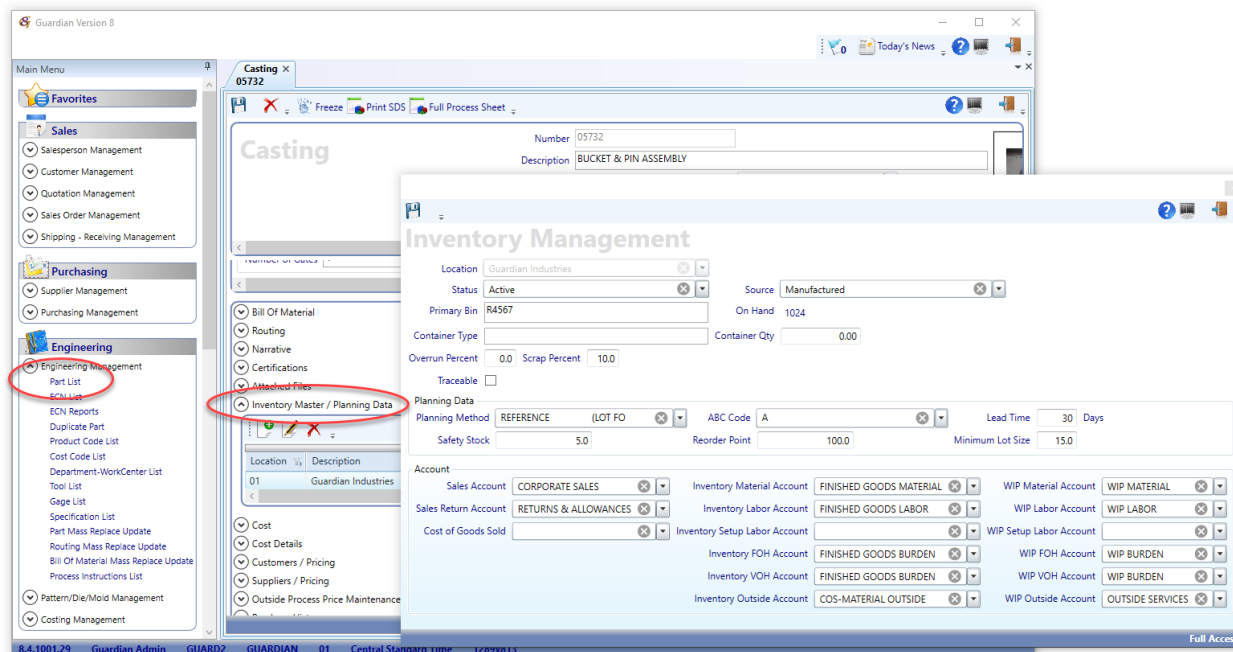 Guardian Version 8
0 Today's News
Main Menu
Favorites
Sales
Salesperson Management
Customer Management
Quotation Management
Sales Order Management
Shipping - Receiving Management
Purchasing
Supplier Management
Purchasing Management
Engineering
Engineering Management
Part List
ECN List
ECN Reports
Duplicate Part
Product Code List
Cost Code List
Department-WorkCenter List
Tool List
Gage List
Specification List
Part Mass Replace Update
Routing Mass Replace Update
Bill Of Material Mass Replace Update
Process Instructions List
Pattern/Die/Mold Management
Costing Management
Casting
05732
Freeze Print SDS Full Process Sheet
Casting
Number 05732
Description BUCKET & PIN ASSEMBLY
Number of Gates
Bill Of Material
Routing
Narrative
Certifications
Attached Files
Inventory Master / Planning Data
Location Description
01 Guardian Industries
Cost
Cost Details
Customers / Pricing
Suppliers / Pricing
Outside Process Price Maintenance
Inventory Management
Location Guardian Industries
Status Active Source Manufactured
Primary Bin R4567 On Hand 1024
Container Type Container Qty 0.00
Overrun Percent 0.0 Scrap Percent 10.0
Traceable
Planning Data
Planning Method REFERENCE (LOT FO ABC Code A Lead Time 30 Days
Safety Stock 5.0 Reorder Point 100.0 Minimum Lot Size 15.0
Account
Sales Account CORPORATE SALES Inventory Material Account FINISHED GOODS MATERIAL WIP Material Account WIP MATERIAL
Sales Return Account RETURNS & ALLOWANCES Inventory Labor Account FINISHED GOODS LABOR WIP Labor Account WIP LABOR
Cost of Goods Sold Inventory Setup Labor Account WIP Setup Labor Account
Inventory FOH Account FINISHED GOODS BURDEN WIP FOH Account WIP BURDEN
Inventory VOH Account FINISHED GOODS BURDEN WIP VOH Account WIP BURDEN
Inventory Outside Account COS-MATERIAL OUTSIDE WIP Outside Account OUTSIDE SERVICES
Full Acces
8.4.1001.29 Guardian Admin GUARD2 GUARDIAN 01 Central Standard Time 1289x813